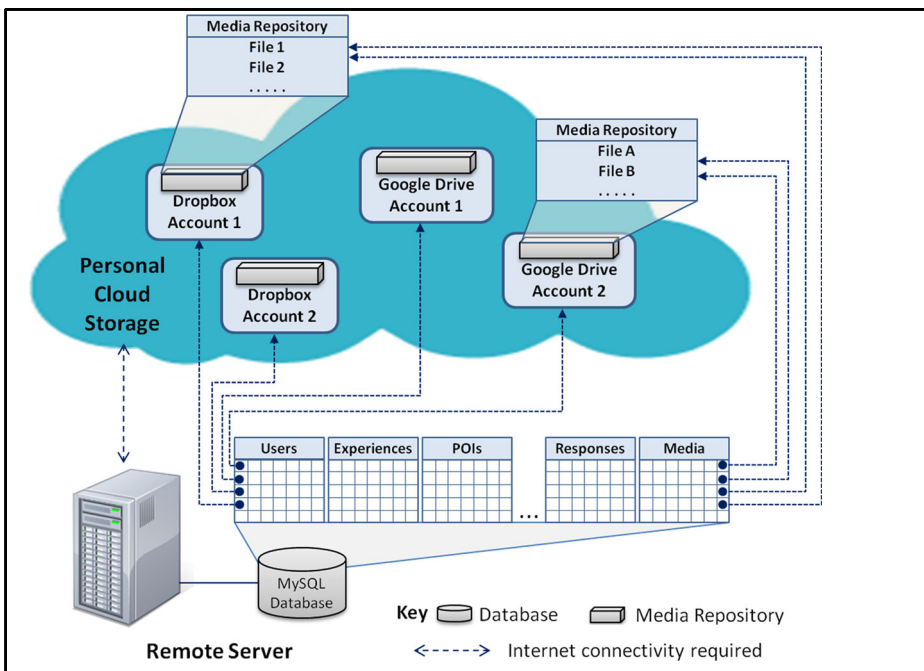 Media Repository
File 1
File 2
. . . . .
Media Repository
File A
File B
. . . . .
Dropbox
Account 1
Google Drive
Account 1
Dropbox
Account 2
Google Drive
Account 2
Personal
Cloud
Storage
Users
Experiences
POIs
...
Responses
Media
MySQL
Database
Remote Server
Key
Database
Media Repository
Internet connectivity required